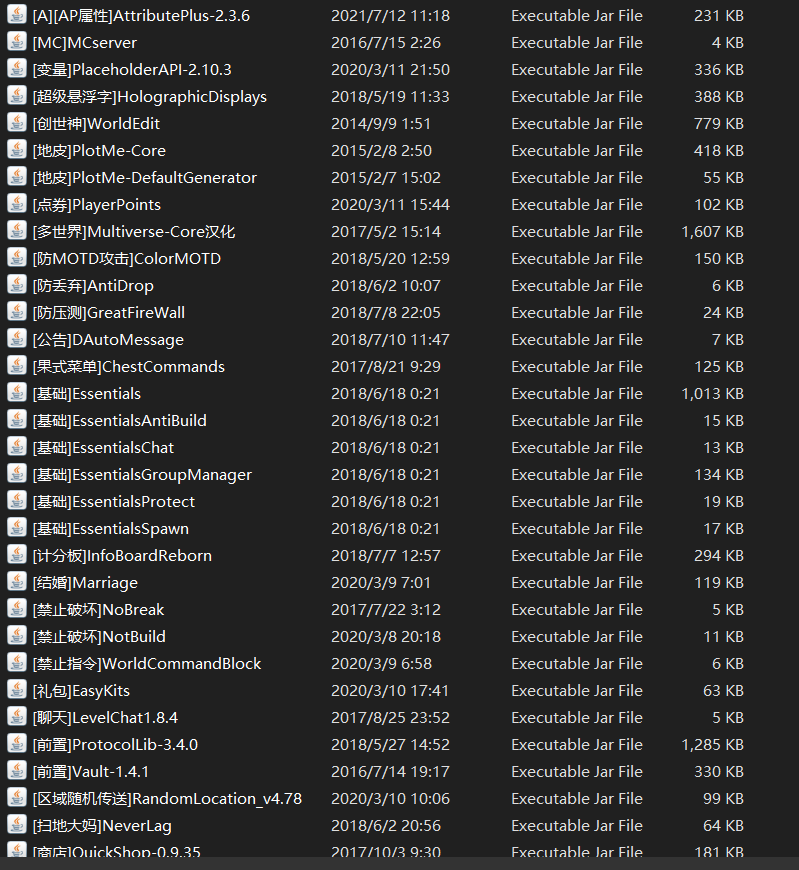 [A][AP属性]AttributePlus-2.3.6 2021/7/12 11:18 Executable Jar File 231 KB
[MC]MCserver 2016/7/15 2:26 Executable Jar File 4 KB
[变量]PlaceholderAPI-2.10.3 2020/3/11 21:50 Executable Jar File 336 KB
[超级悬浮字]HolographicDisplays 2018/5/19 11:33 Executable Jar File 388 KB
[创世神]WorldEdit 2014/9/9 1:51 Executable Jar File 779 KB
[地皮]PlotMe-Core 2015/2/8 2:50 Executable Jar File 418 KB
[地皮]PlotMe-DefaultGenerator 2015/2/7 15:02 Executable Jar File 55 KB
[点券]PlayerPoints 2020/3/11 15:44 Executable Jar File 102 KB
[多世界]Multiverse-Core汉化 2017/5/2 15:14 Executable Jar File 1,607 KB
[防MOTD攻击]ColorMOTD 2018/5/20 12:59 Executable Jar File 150 KB
[防丢弃]AntiDrop 2018/6/2 10:07 Executable Jar File 6 KB
[防压测]GreatFireWall 2018/7/8 22:05 Executable Jar File 24 KB
[公告]DAutoMessage 2018/7/10 11:47 Executable Jar File 7 KB
[果式菜单]ChestCommands 2017/8/21 9:29 Executable Jar File 125 KB
[基础]Essentials 2018/6/18 0:21 Executable Jar File 1,013 KB
[基础]EssentialsAntiBuild 2018/6/18 0:21 Executable Jar File 15 KB
[基础]EssentialsChat 2018/6/18 0:21 Executable Jar File 13 KB
[基础]EssentialsGroupManager 2018/6/18 0:21 Executable Jar File 134 KB
[基础]EssentialsProtect 2018/6/18 0:21 Executable Jar File 19 KB
[基础]EssentialsSpawn 2018/6/18 0:21 Executable Jar File 17 KB
[计分板]InfoBoardReborn 2018/7/7 12:57 Executable Jar File 294 KB
[结婚]Marriage 2020/3/9 7:01 Executable Jar File 119 KB
[禁止破坏]NoBreak 2017/7/22 3:12 Executable Jar File 5 KB
[禁止破坏]NotBuild 2020/3/8 20:18 Executable Jar File 11 KB
[禁止指令]WorldCommandBlock 2020/3/9 6:58 Executable Jar File 6 KB
[礼包]EasyKits 2020/3/10 17:41 Executable Jar File 63 KB
[聊天]LevelChat1.8.4 2017/8/25 23:52 Executable Jar File 5 KB
[前置]ProtocolLib-3.4.0 2018/5/27 14:52 Executable Jar File 1,285 KB
[前置]Vault-1.4.1 2016/7/14 19:17 Executable Jar File 330 KB
[区域随机传送]RandomLocation_v4.78 2020/3/10 10:06 Executable Jar File 99 KB
[扫地大妈]NeverLag 2018/6/2 20:56 Executable Jar File 64 KB
[商店]QuickShop-0.9.35 2017/10/3 9:30 Executable Jar File 181 KB